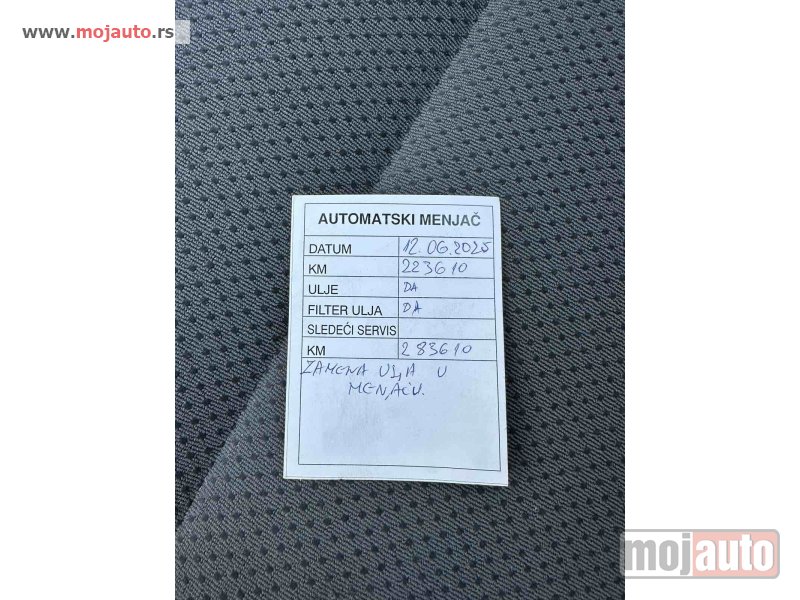 www.mojauto.rs
AUTOMATSKI MENJAČ
DATUM 12.06.2025
KM 223610
ULJE DA
FILTER ULJA DA
SLEDEĆI SERVIS
KM 283610
ZAMENA ULJA U
MENJAČU.
mojauto